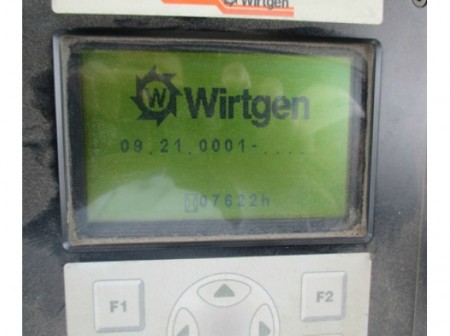 Wirtgen
W Wirtgen
09.21.0001-....
07622h
F1
F2